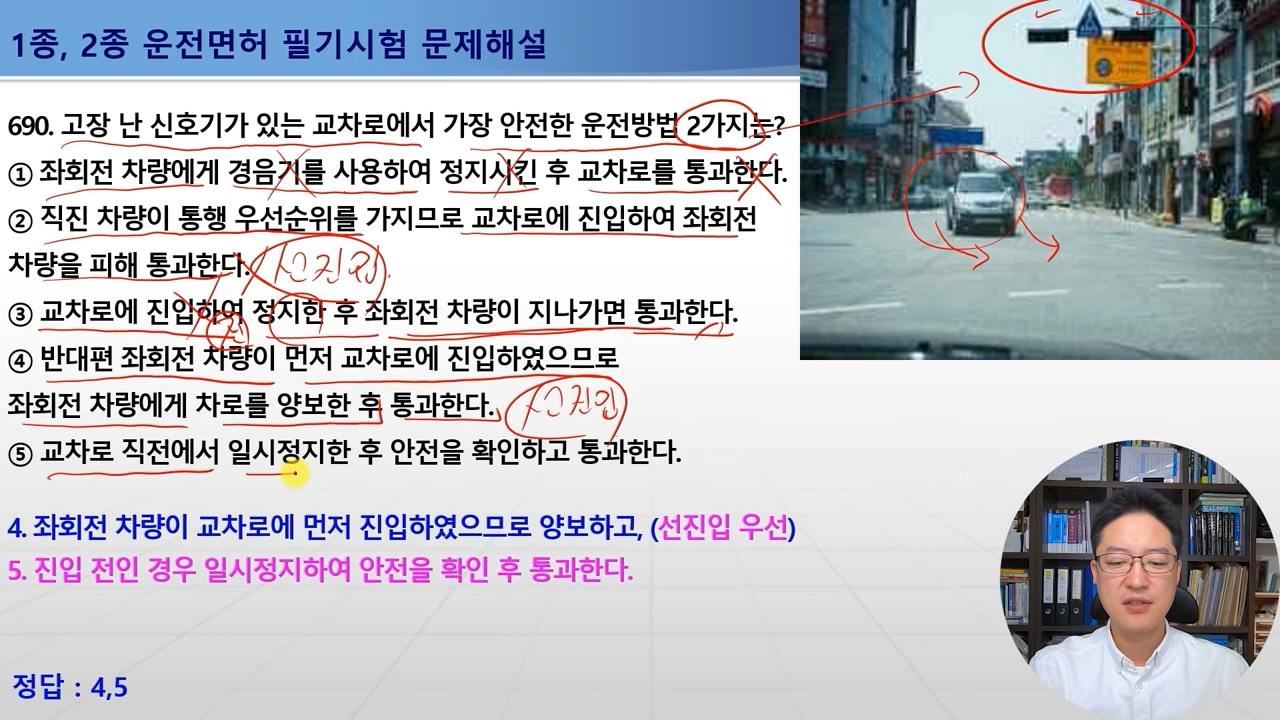 1종, 2종 운전면허 필기시험 문제해설
690. 고장 난 신호기가 있는 교차로에서 가장 안전한 운전방법 2가지는?
① 좌회전 차량에게 경음기를 사용하여 정지시킨 후 교차로를 통과한다.
② 직진 차량이 통행 우선순위를 가지므로 교차로에 진입하여 좌회전
차량을 피해 통과한다.
선진입
③ 교차로에 진입하여 정지한 후 좌회전 차량이 지나가면 통과한다.
전
④ 반대편 좌회전 차량이 먼저 교차로에 진입하였으므로
좌회전 차량에게 차로를 양보한 후 통과한다.
선진입
⑤ 교차로 직전에서 일시정지한 후 안전을 확인하고 통과한다.
4. 좌회전 차량이 교차로에 먼저 진입하였으므로 양보하고, (선진입 우선)
5. 진입 전인 경우 일시정지하여 안전을 확인 후 통과한다.
정답 : 4,5